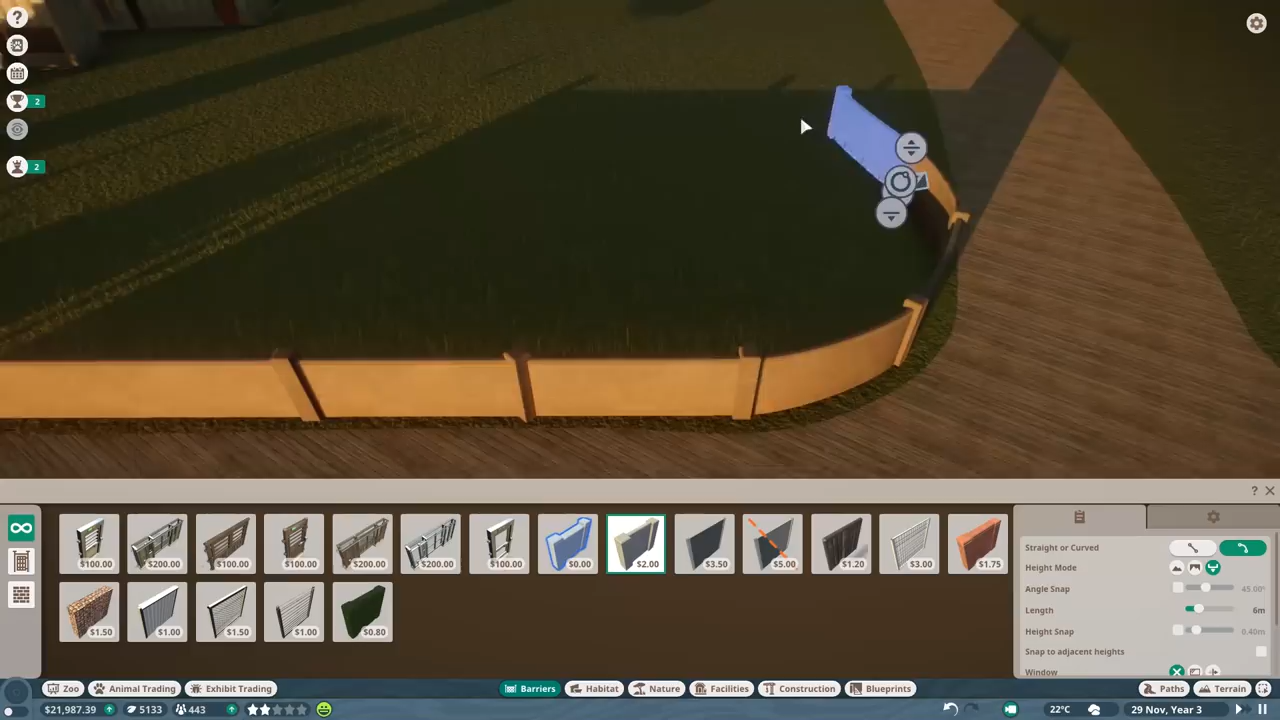 ?
2
2
? ×
$100.00 $200.00 $100.00 $100.00 $200.00 $200.00 $100.00 $0.00 $2.00 $3.50 $5.00 $1.20 $3.00 $1.75
$1.50 $1.00 $1.50 $1.00 $0.80
Straight or Curved
Height Mode
Angle Snap 45.00°
Length 6m
Height Snap 0.40m
Snap to adjacent heights
Window
Zoo Animal Trading Exhibit Trading Barriers Habitat Nature Facilities Construction Blueprints Paths Terrain
$21,987.39 5133 443 22°C 29 Nov, Year 3